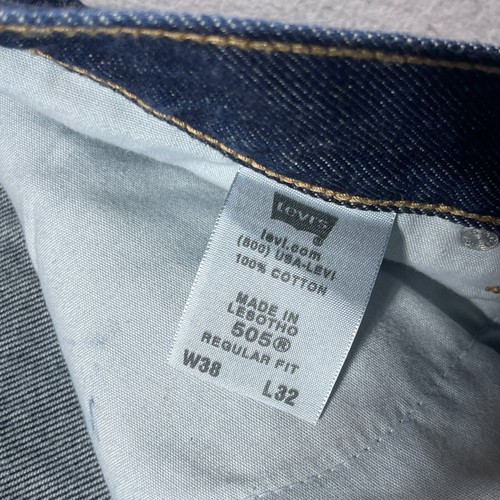 Levi's
®
levi.com
(800) USA-LEVI
100% COTTON
MADE IN
LESOTHO
505®
REGULAR FIT
W38 L32